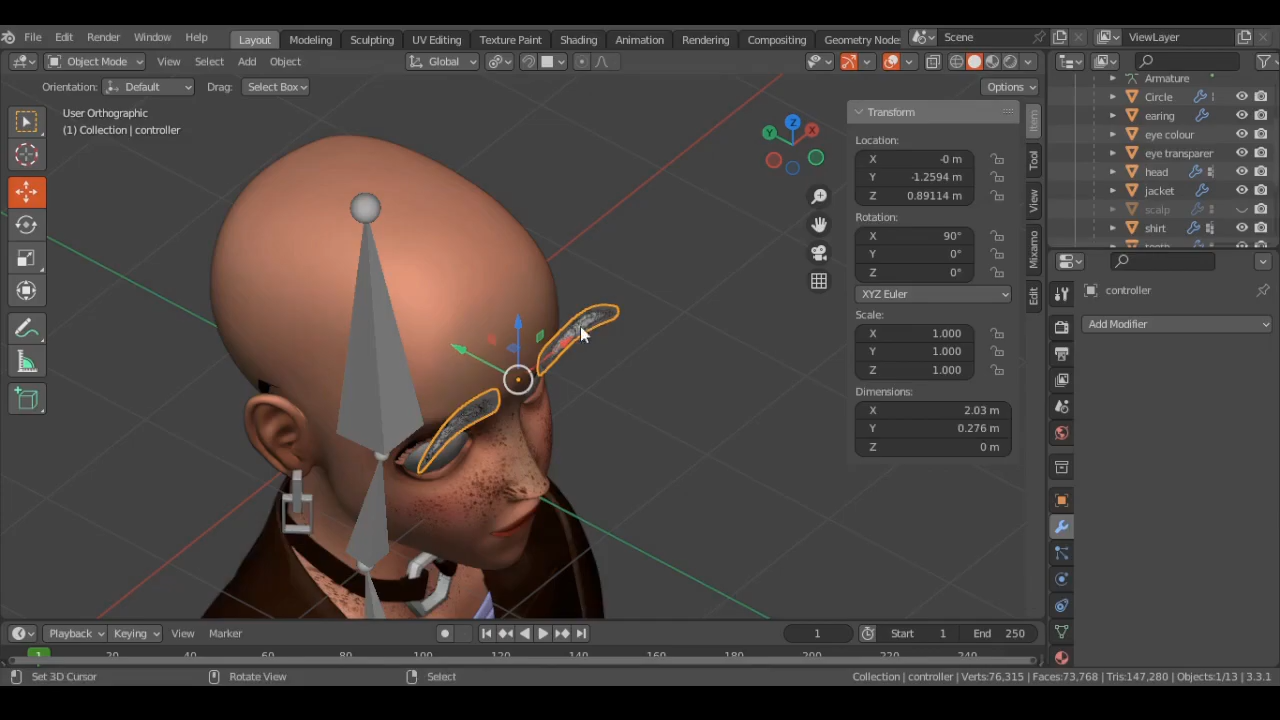 File Edit Render Window Help
Layout Modeling Sculpting UV Editing Texture Paint Shading Animation Rendering Compositing Geometry Node
Scene
ViewLayer
Object Mode View Select Add Object
Global
Orientation: Default Drag: Select Box
Options
User Orthographic
(1) Collection | controller
Z
Y
X
Transform
Location:
X -0 m
Y -1.2594 m
Z 0.89114 m
Rotation:
X 90°
Y 0°
Z 0°
XYZ Euler
Scale:
X 1.000
Y 1.000
Z 1.000
Dimensions:
X 2.03 m
Y 0.276 m
Z 0 m
Item
Tool
View
Mixamo
Edit
Armature
Circle
earing
eye colour
eye transparer
head
jacket
scalp
shirt
controller
Add Modifier
Playback Keying View Marker
1
Start 1
End 250
1 20 40 60 80 100 120 140 160 180 200 220 240
Set 3D Cursor
Rotate View
Select
Collection | controller Verts:76,315 | Faces:73,768 | Tris:147,280 | Objects:1/13 | 3.3.1